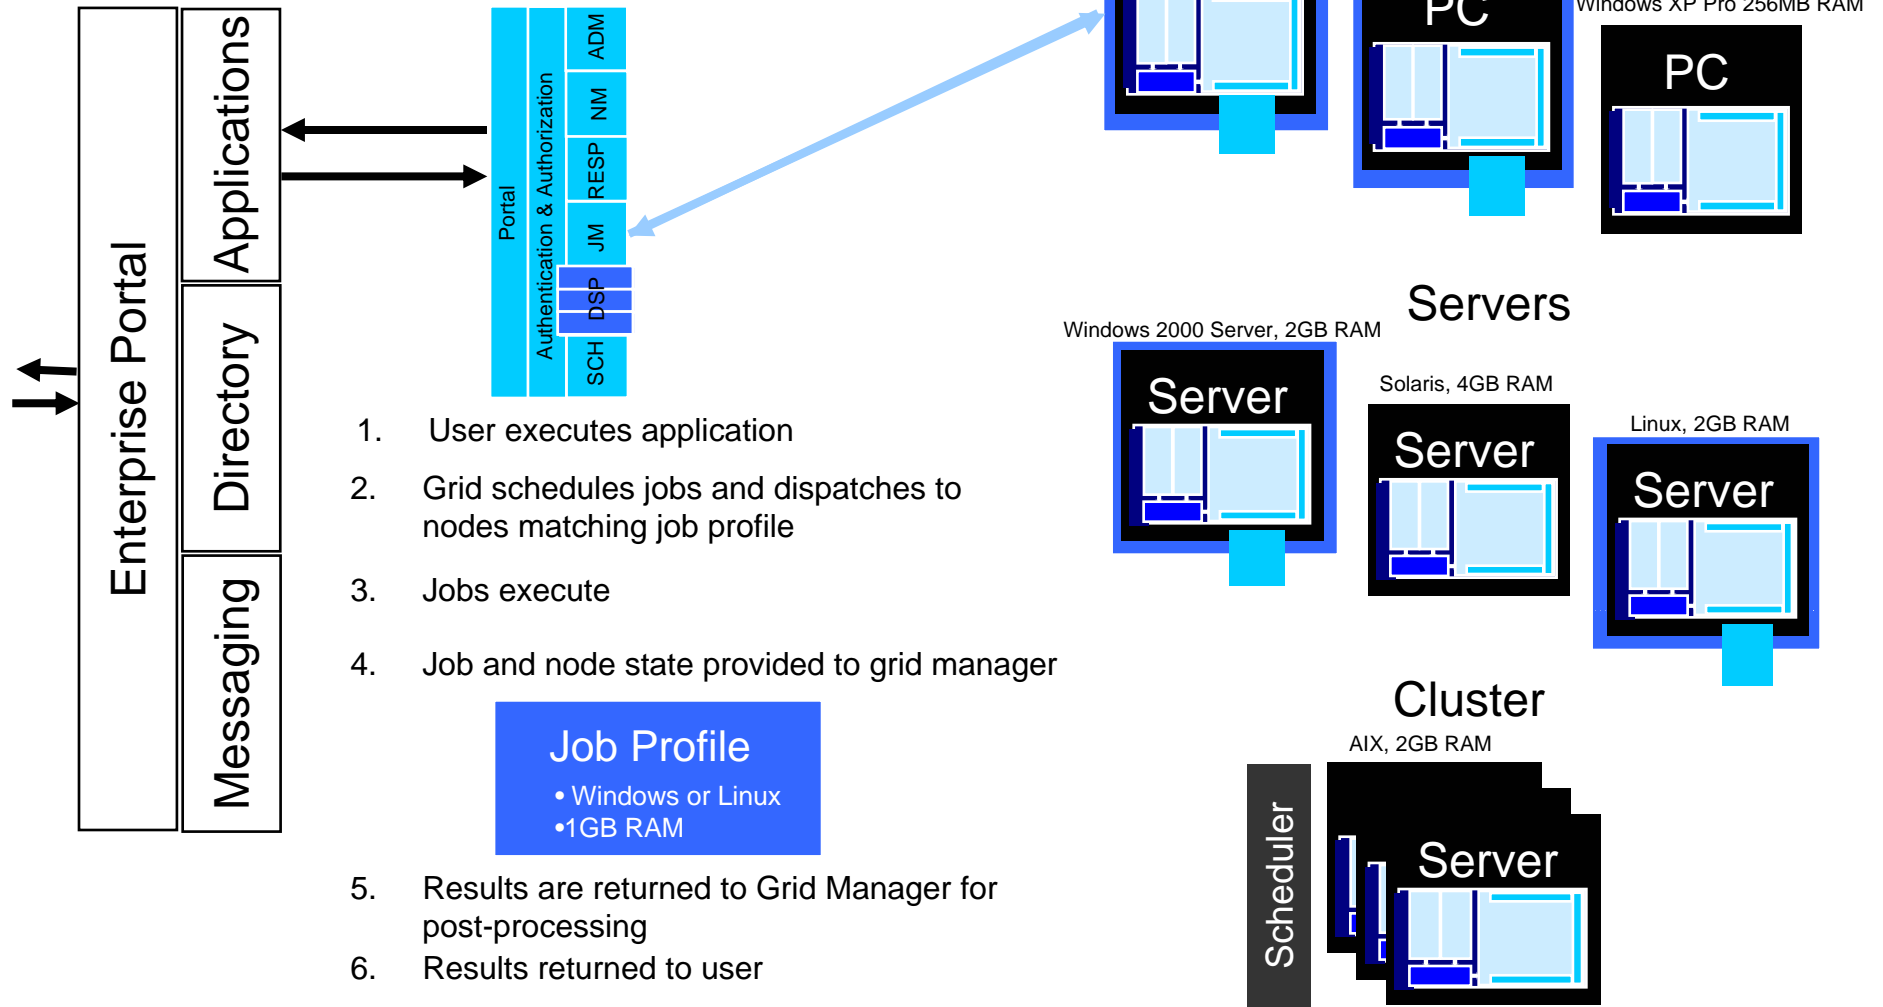 Enterprise Portal
Applications
Directory
Messaging
Portal
Authentication & Authorization
ADM
NM
RESP
JM
DSP
SCH
1. User executes application
2. Grid schedules jobs and dispatches to
nodes matching job profile
3. Jobs execute
4. Job and node state provided to grid manager
Job Profile
• Windows or Linux
•1GB RAM
5. Results are returned to Grid Manager for
post-processing
6. Results returned to user
PC
Windows XP Pro 256MB RAM
PC
Servers
Windows 2000 Server, 2GB RAM
Server
Solaris, 4GB RAM
Server
Linux, 2GB RAM
Server
Cluster
AIX, 2GB RAM
Scheduler
Server